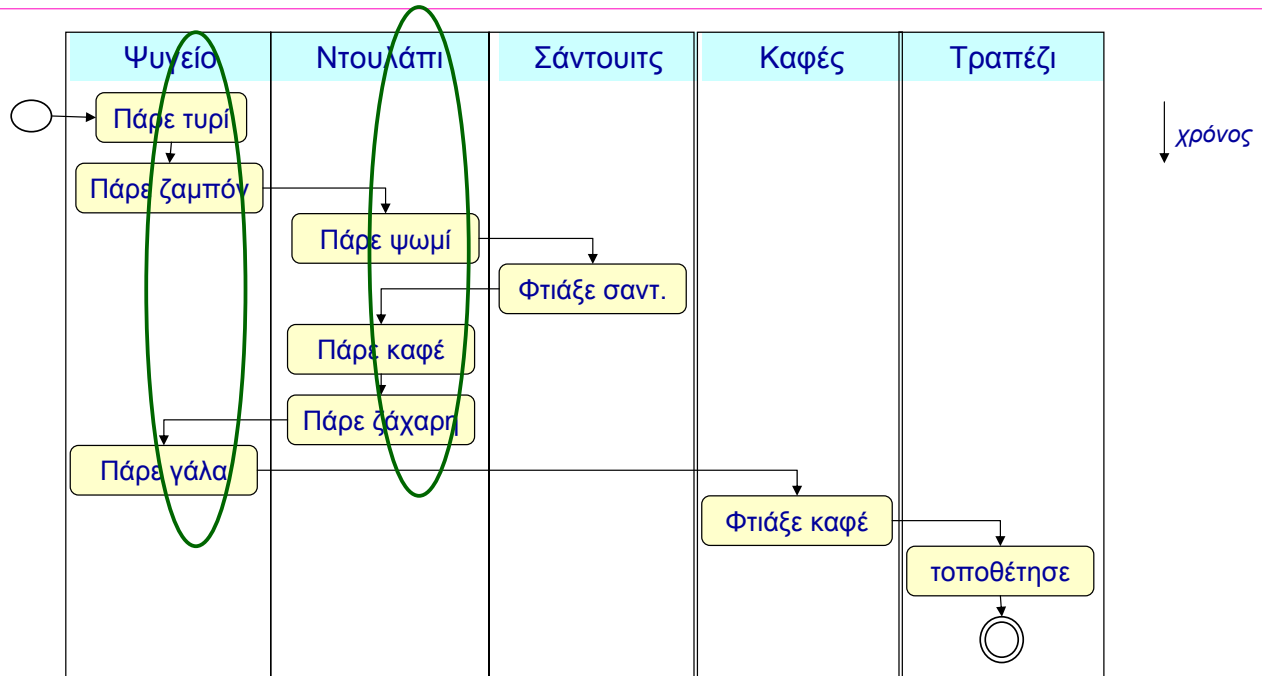 Ψυγείο
Ντουλάπι
Σάντουιτς
Καφές
Τραπέζι
Πάρε τυρί
χρόνος
Πάρε ζαμπόν
Πάρε ψωμί
Φτιάξε σαντ.
Πάρε καφέ
Πάρε ζάχαρη
Πάρε γάλα
Φτιάξε καφέ
τοποθέτησε